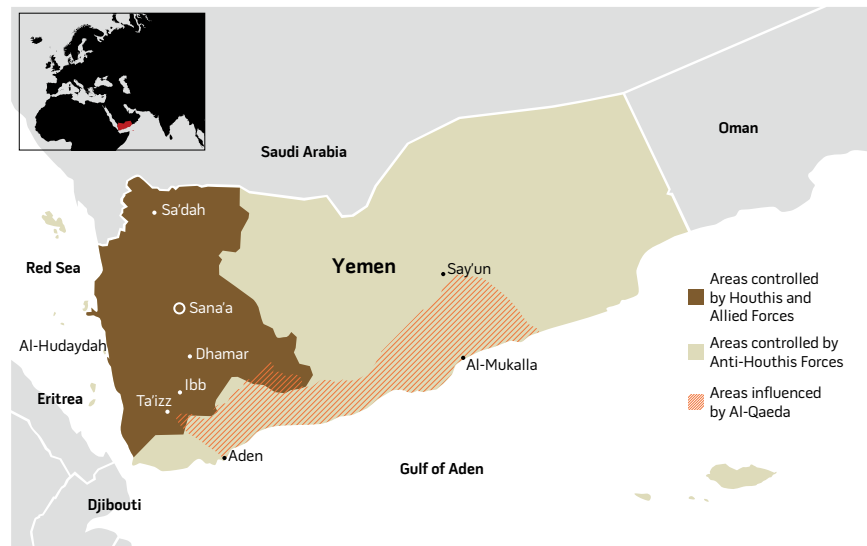 Oman
Saudi Arabia
Sa'dah
Red Sea
Yemen
Say'un
Sana'a
Al-Hudaydah
Dhamar
Al-Mukalla
Ibb
Eritrea
Ta'izz
Aden
Gulf of Aden
Djibouti
Areas controlled
by Houthis and
Allied Forces
Areas controlled by
Anti-Houthis Forces
Areas influenced
by Al-Qaeda